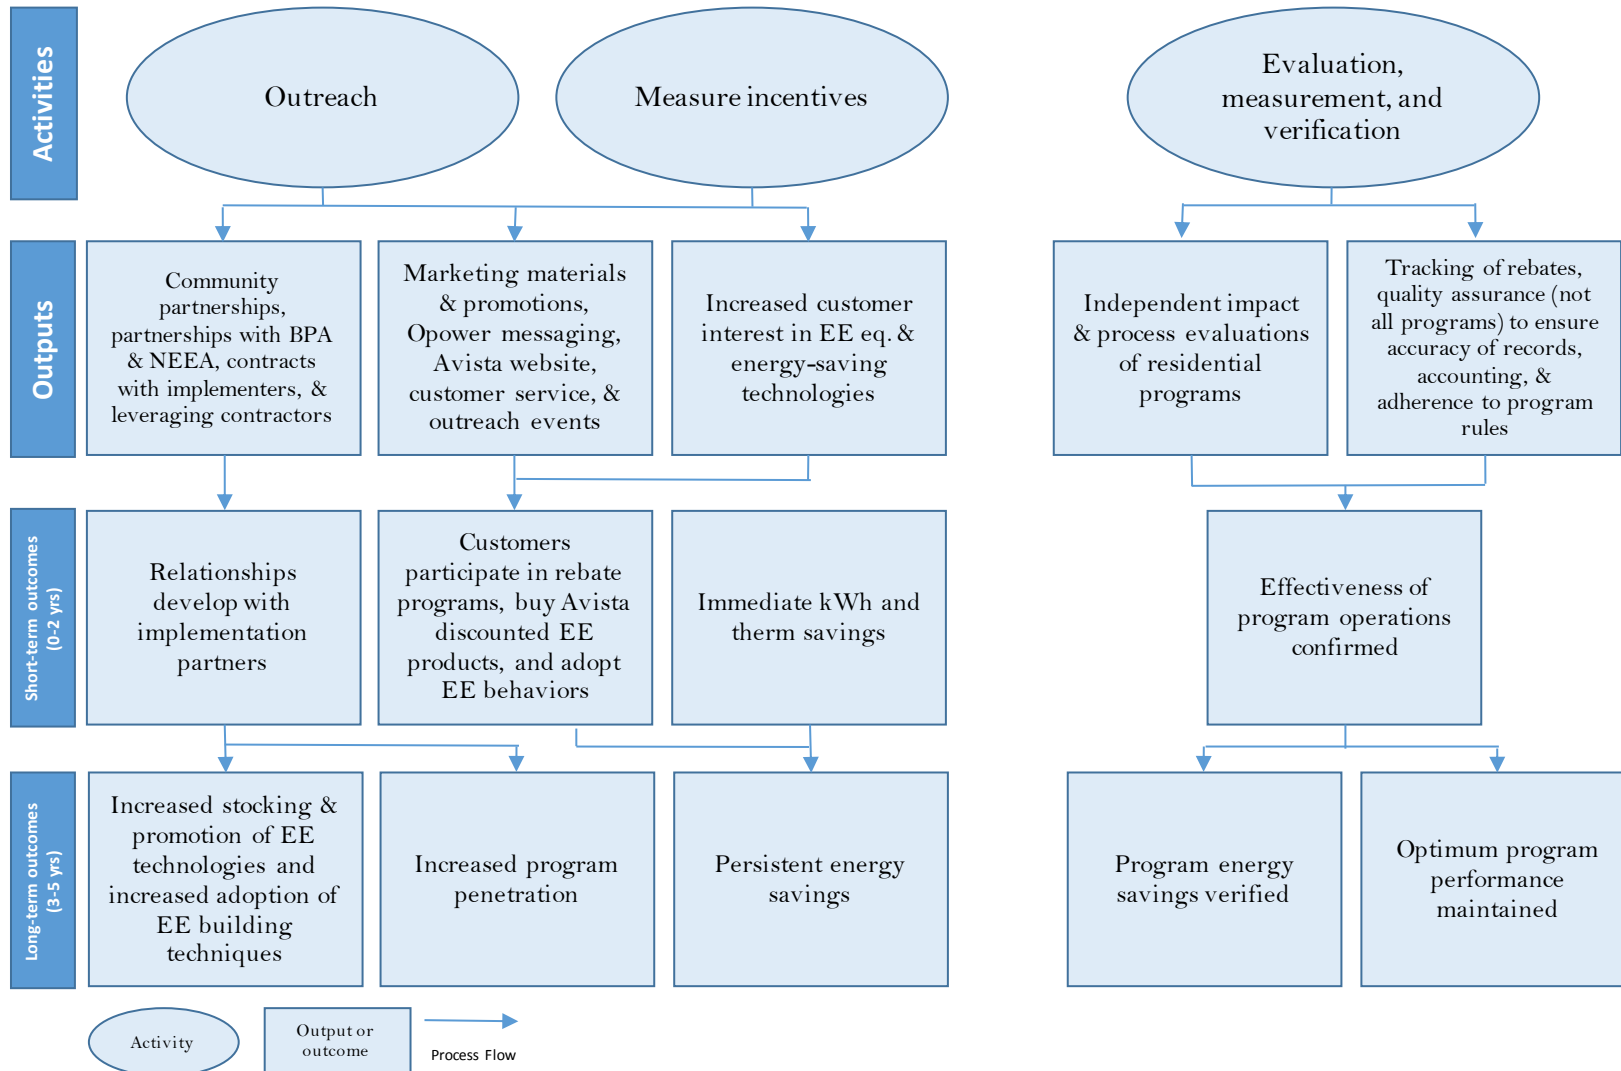 Activities
Outreach
Measure incentives
Evaluation,
measurement, and
verification
Outputs
Community
partnerships,
partnerships with BPA
& NEEA, contracts
with implementers, &
leveraging contractors
Marketing materials
& promotions,
Opower messaging,
Avista website,
customer service, &
outreach events
Increased customer
interest in EE eq. &
energy-saving
technologies
Independent impact
& process evaluations
of residential
programs
Tracking of rebates,
quality assurance (not
all programs) to ensure
accuracy of records,
accounting, &
adherence to program
rules
Short-term outcomes
(0-2 yrs)
Relationships
develop with
implementation
partners
Customers
participate in rebate
programs, buy Avista
discounted EE
products, and adopt
EE behaviors
Immediate kWh and
therm savings
Effectiveness of
program operations
confirmed
Long-term outcomes
(3-5 yrs)
Increased stocking &
promotion of EE
technologies and
increased adoption of
EE building
techniques
Increased program
penetration
Persistent energy
savings
Program energy
savings verified
Optimum program
performance
maintained
Activity
Output or
outcome
Process Flow